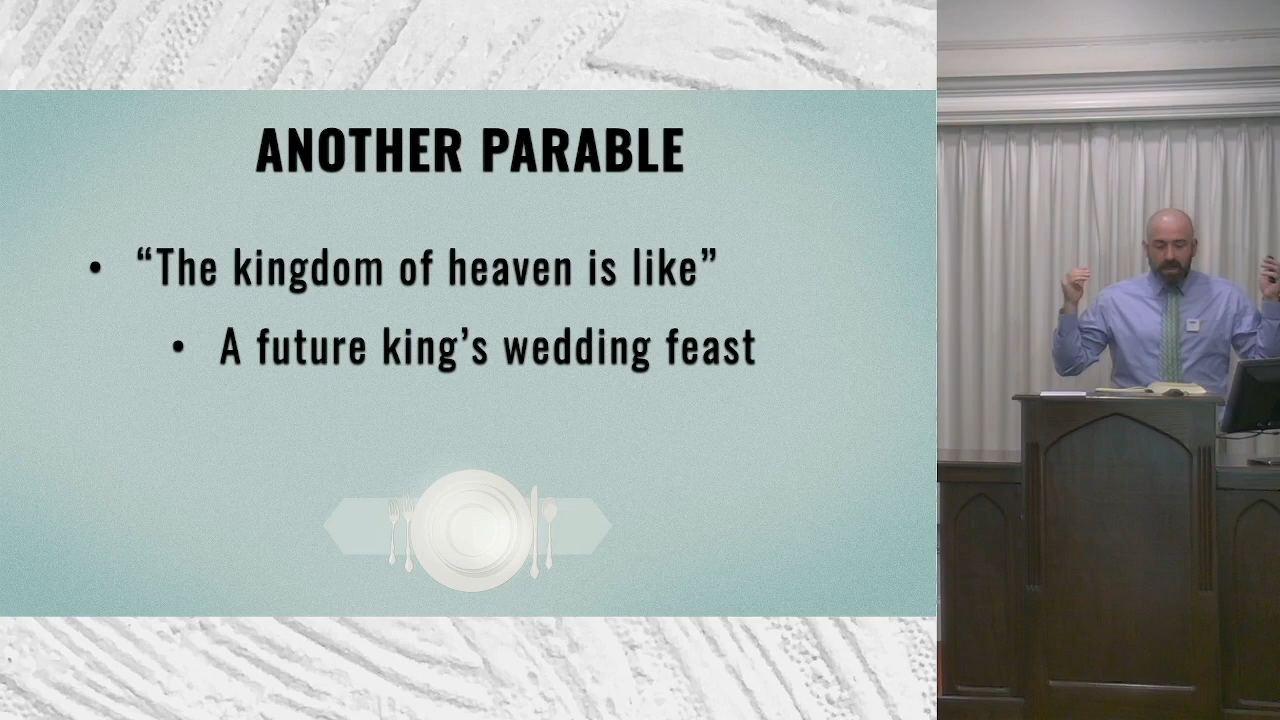 ANOTHER PARABLE
• “The kingdom of heaven is like”
• A future king’s wedding feast